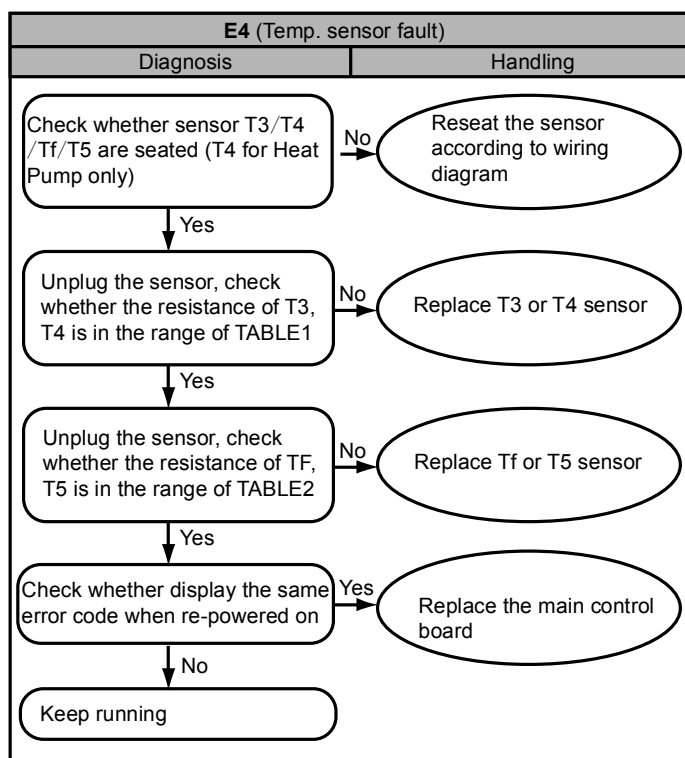 E4 (Temp. sensor fault)
Diagnosis
Handling
Check whether sensor T3/T4
/Tf/T5 are seated (T4 for Heat
Pump only)
No
Reseat the sensor
according to wiring
diagram
Yes
Unplug the sensor, check
whether the resistance of T3,
T4 is in the range of TABLE1
No
Replace T3 or T4 sensor
Yes
Unplug the sensor, check
whether the resistance of TF,
T5 is in the range of TABLE2
No
Replace Tf or T5 sensor
Yes
Check whether display the same
error code when re-powered on
Yes
Replace the main control
board
No
Keep running